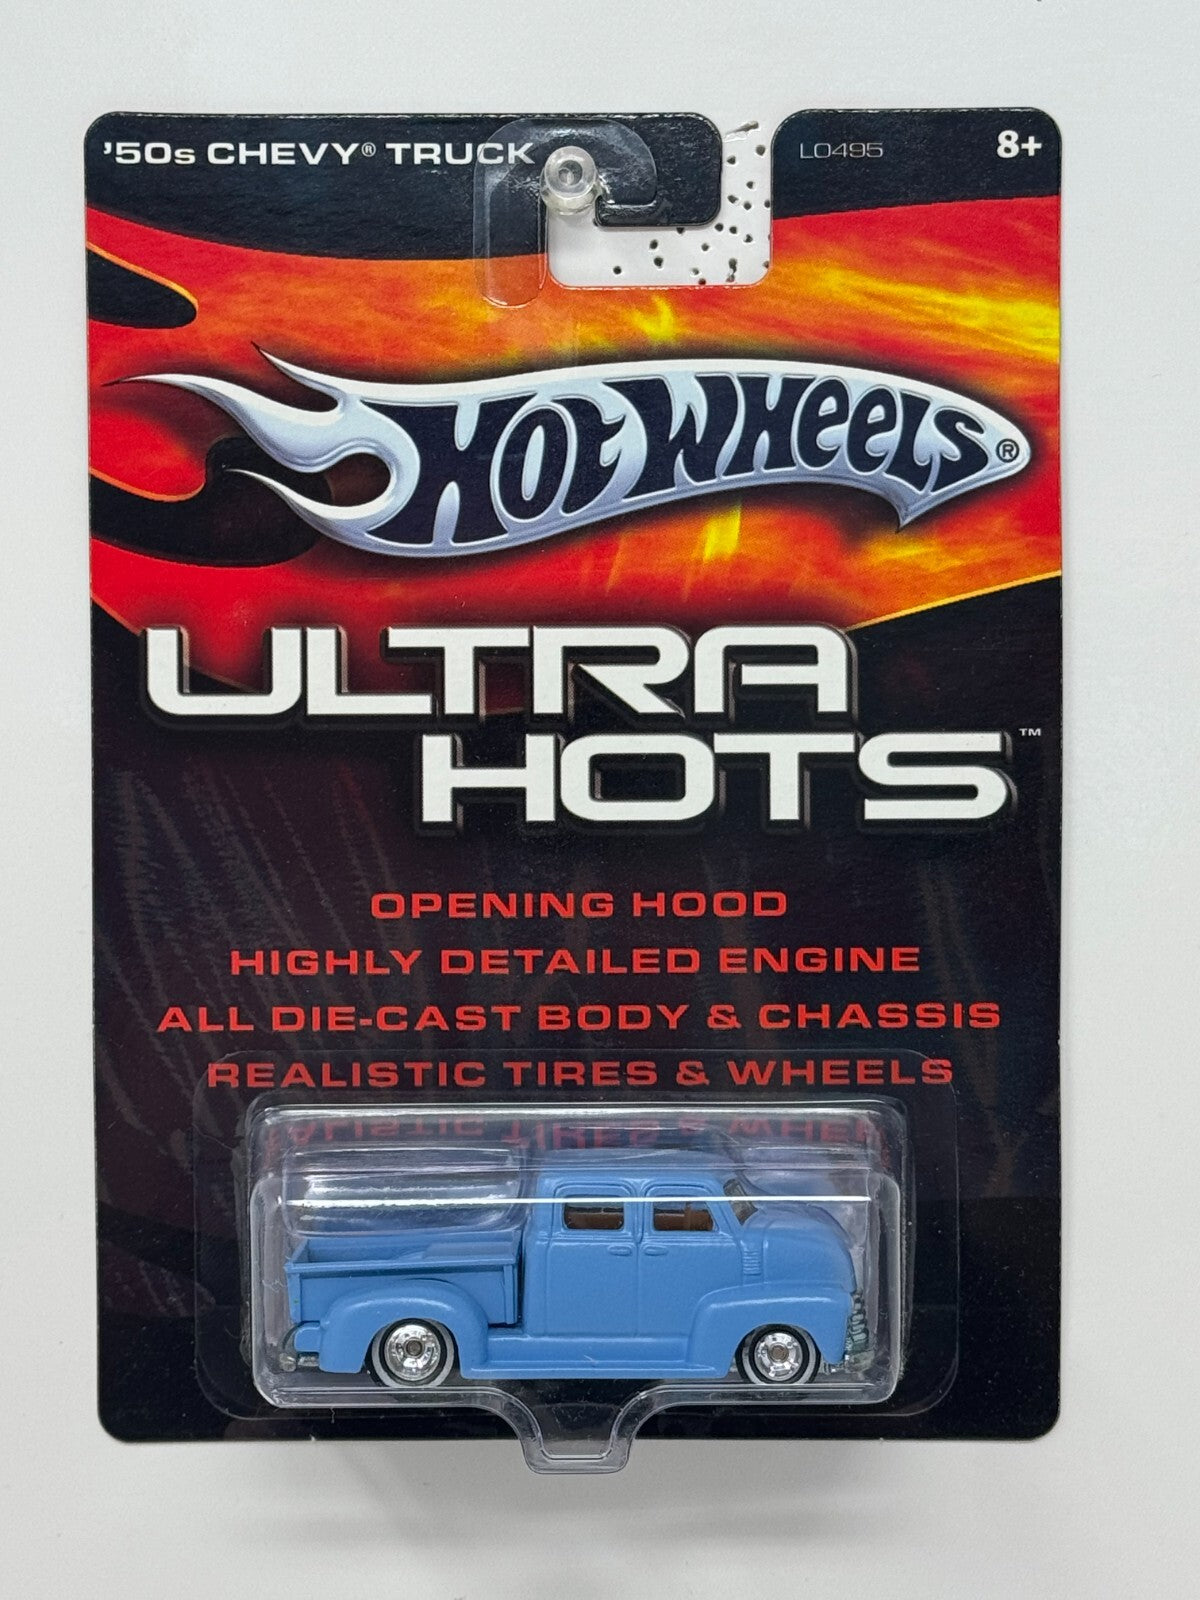 '50s CHEVY® TRUCK
L0495
8+
HOT WHEELS®
ULTRA
HOTS™
OPENING HOOD
HIGHLY DETAILED ENGINE
ALL DIE-CAST BODY & CHASSIS
REALISTIC TIRES & WHEELS